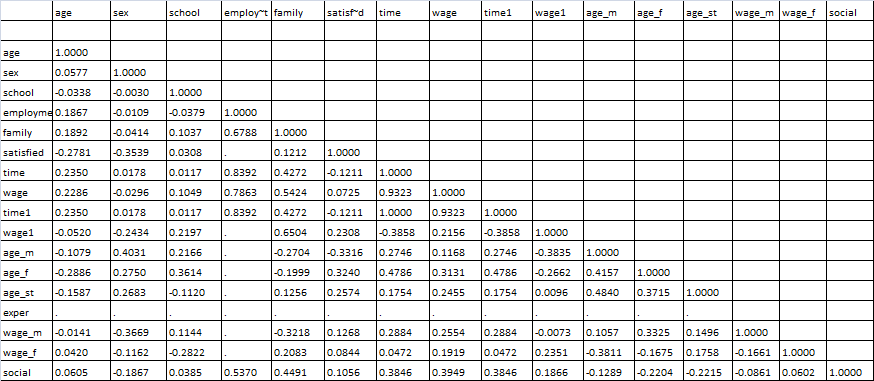 age sex school employ~t family satisf~d time wage time1 wage1 age_m age_f age_st wage_m wage_f social
age 1.0000
sex 0.0577 1.0000
school -0.0338 -0.0030 1.0000
employme 0.1867 -0.0109 -0.0379 1.0000
family 0.1892 -0.0414 0.1037 0.6788 1.0000
satisfied -0.2781 -0.3539 0.0308 . 0.1212 1.0000
time 0.2350 0.0178 0.0117 0.8392 0.4272 -0.1211 1.0000
wage 0.2286 -0.0296 0.1049 0.7863 0.5424 0.0725 0.9323 1.0000
time1 0.2350 0.0178 0.0117 0.8392 0.4272 -0.1211 1.0000 0.9323 1.0000
wage1 -0.0520 -0.2434 0.2197 . 0.6504 0.2308 -0.3858 0.2156 -0.3858 1.0000
age_m -0.1079 0.4031 0.2166 . -0.2704 -0.3316 0.2746 0.1168 0.2746 -0.3835 1.0000
age_f -0.2886 0.2750 0.3614 . -0.1999 0.3240 0.4786 0.3131 0.4786 -0.2662 0.4157 1.0000
age_st -0.1587 0.2683 -0.1120 . 0.1256 0.2574 0.1754 0.2455 0.1754 0.0096 0.4840 0.3715 1.0000
exper . . . . . . . . . . . . .
wage_m -0.0141 -0.3669 0.1144 . -0.3218 0.1268 0.2884 0.2554 0.2884 -0.0073 0.1057 0.3325 0.1496 1.0000
wage_f 0.0420 -0.1162 -0.2822 . 0.2083 0.0844 0.0472 0.1919 0.0472 0.2351 -0.3811 -0.1675 0.1758 -0.1661 1.0000
social 0.0605 -0.1867 0.0385 0.5370 0.4491 0.1056 0.3846 0.3949 0.3846 0.1866 -0.1289 -0.2204 -0.2215 -0.0861 0.0602 1.0000